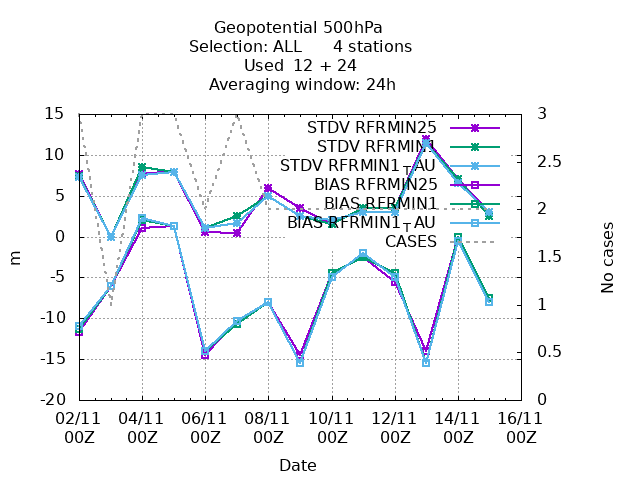 Geopotential 500hPa
Selection: ALL 4 stations
Used 12 + 24
Averaging window: 24h
15 3
STDV RFRMIN25
STDV RFRMIN1
10 2.5
STDV RFRMIN1_AU
BIAS RFRMIN25
5 2
BIAS RFRMIN1
BIAS RFRMIN1_AU
0 1.5
CASES
m
No cases
-5 1
-10
-15 0.5
-20 0
02/11 04/11 06/11 08/11 10/11 12/11 14/11 16/11
00Z 00Z 00Z 00Z 00Z 00Z 00Z 00Z
Date